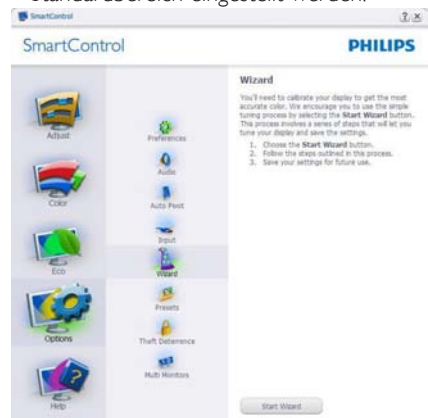 Standardbereich eingestellt werden.
SmartControl
SmartControl
PHILIPS
Adjust
Color
Eco
Options
Help
Preferences
Audio
Auto Pivot
Input
Wizard
Presets
Theft Deterrence
Multi Monitors
Wizard
You'll need to calibrate your display to get the most
accurate color. We encourage you to use the simple
tuning process by selecting the Start Wizard button.
This process involves a series of steps that will let you
tune your display and save the settings.
1. Choose the Start Wizard button.
2. Follow the steps outlined in this process.
3. Save your settings for future use.
Start Wizard